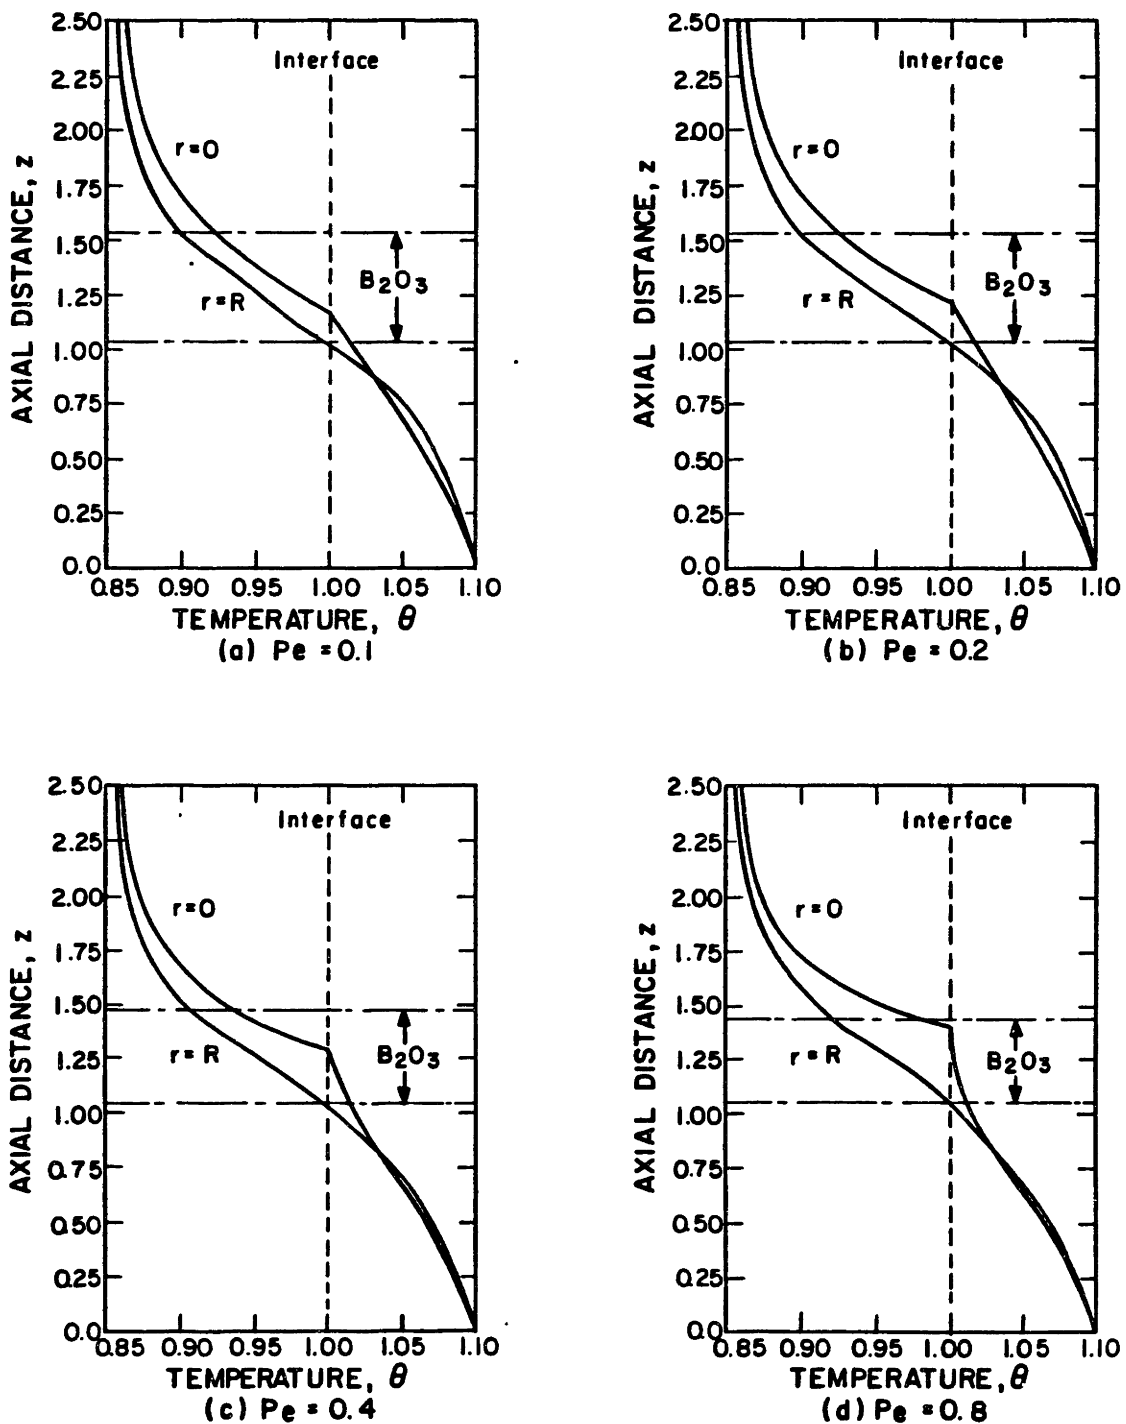 2.50
2.25
2.00
1.75
1.50
1.25
1.00
0.75
0.50
0.25
0.0
AXIAL DISTANCE, z
Interface
r=0
r=R
B₂O₃
0.85 0.90 0.95 1.00 1.05 1.10
TEMPERATURE, θ
(a) Pe = 0.1
2.50
2.25
2.00
1.75
1.50
1.25
1.00
0.75
0.50
0.25
0.0
AXIAL DISTANCE, z
Interface
r=0
r=R
B₂O₃
0.85 0.90 0.95 1.00 1.05 1.10
TEMPERATURE, θ
(b) Pe = 0.2
2.50
2.25
2.00
1.75
1.50
1.25
1.00
0.75
0.50
0.25
0.0
AXIAL DISTANCE, z
Interface
r=0
r=R
B₂O₃
0.85 0.90 0.95 1.00 1.05 1.10
TEMPERATURE, θ
(c) Pe = 0.4
2.50
2.25
2.00
1.75
1.50
1.25
1.00
0.75
0.50
0.25
0.0
AXIAL DISTANCE, z
Interface
r=0
r=R
B₂O₃
0.85 0.90 0.95 1.00 1.05 1.10
TEMPERATURE, θ
(d) Pe = 0.8